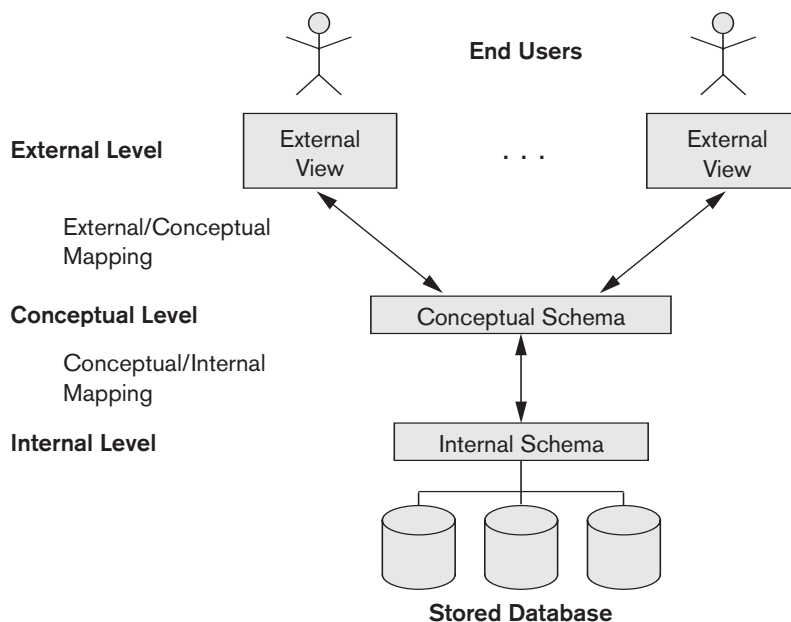 End Users
External Level
External
View
. . .
External
View
External/Conceptual
Mapping
Conceptual Level
Conceptual Schema
Conceptual/Internal
Mapping
Internal Level
Internal Schema
Stored Database